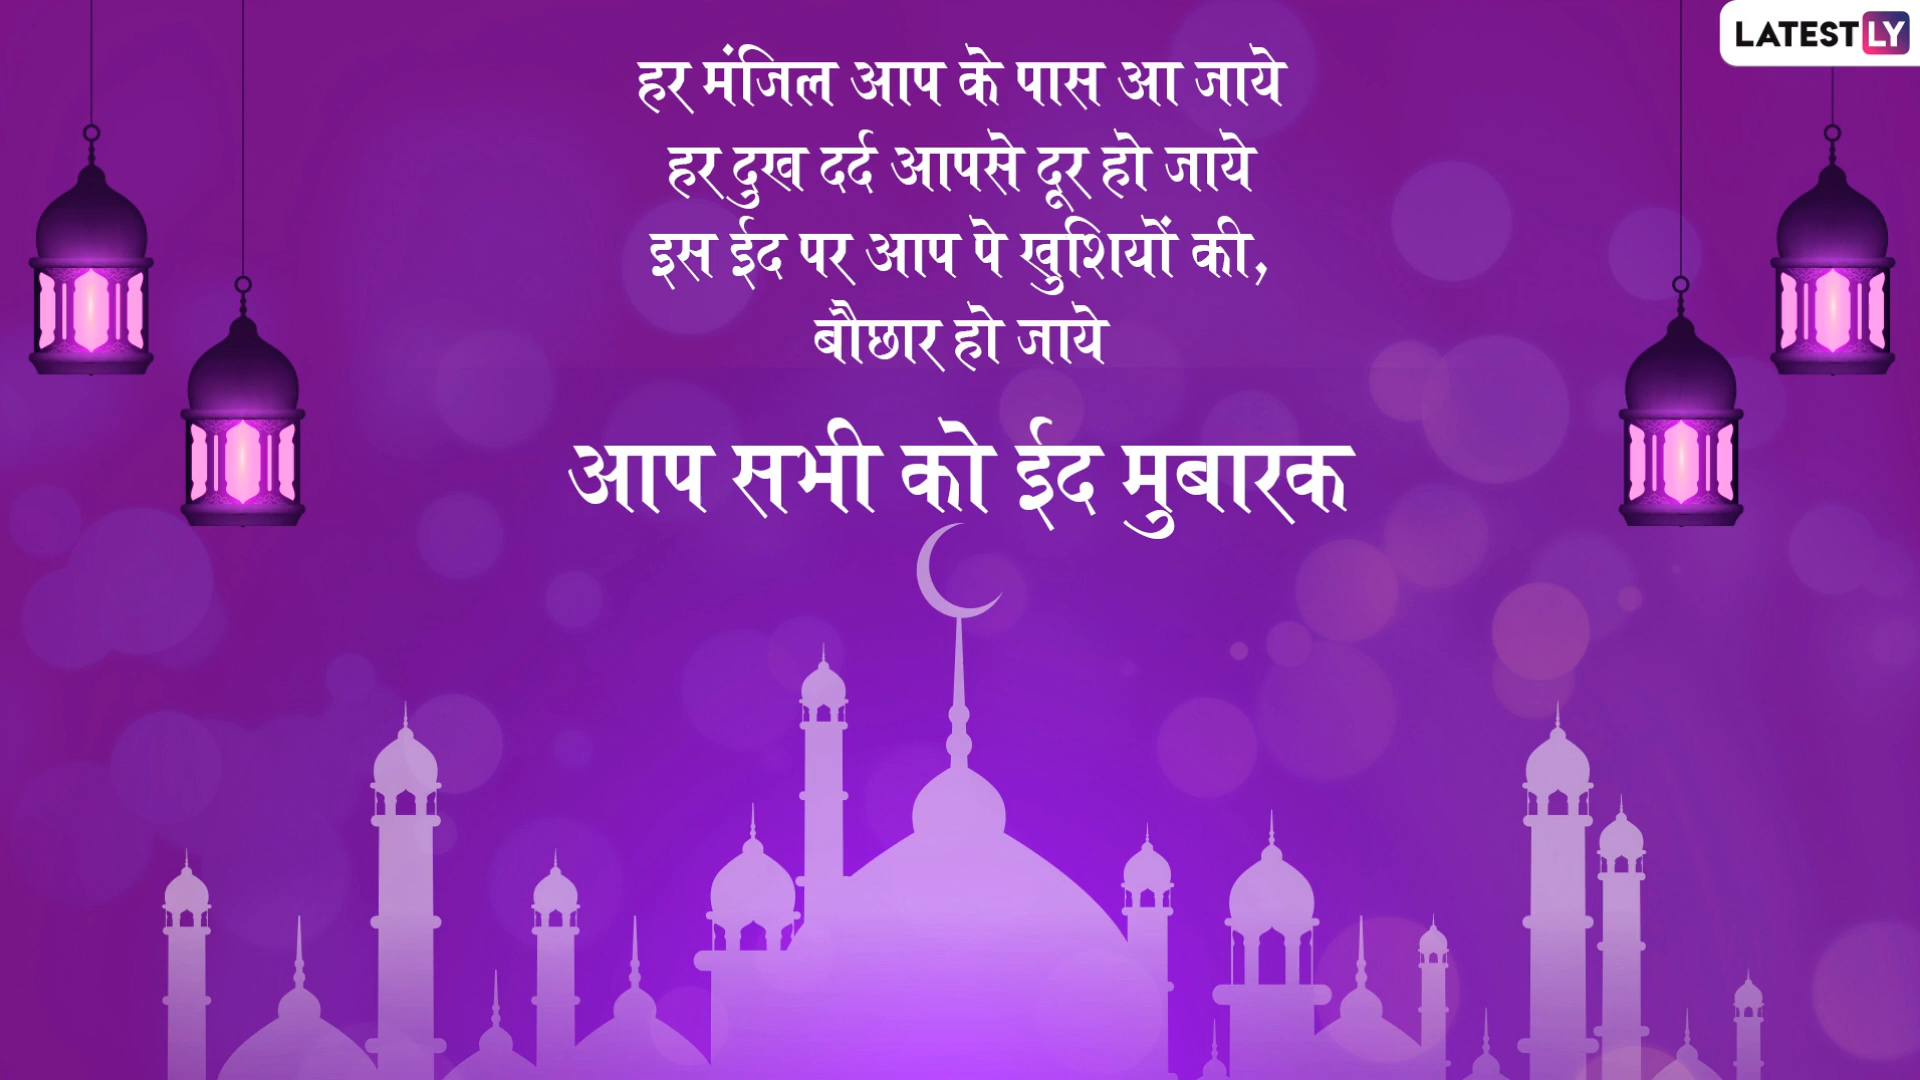 LATESTLY
हर मंजिल आप के पास आ जाये
हर दुख दर्द आपसे दूर हो जाये
इस ईद पर आप पे खुशियों की,
बौछार हो जाये
आप सभी को ईद मुबारक